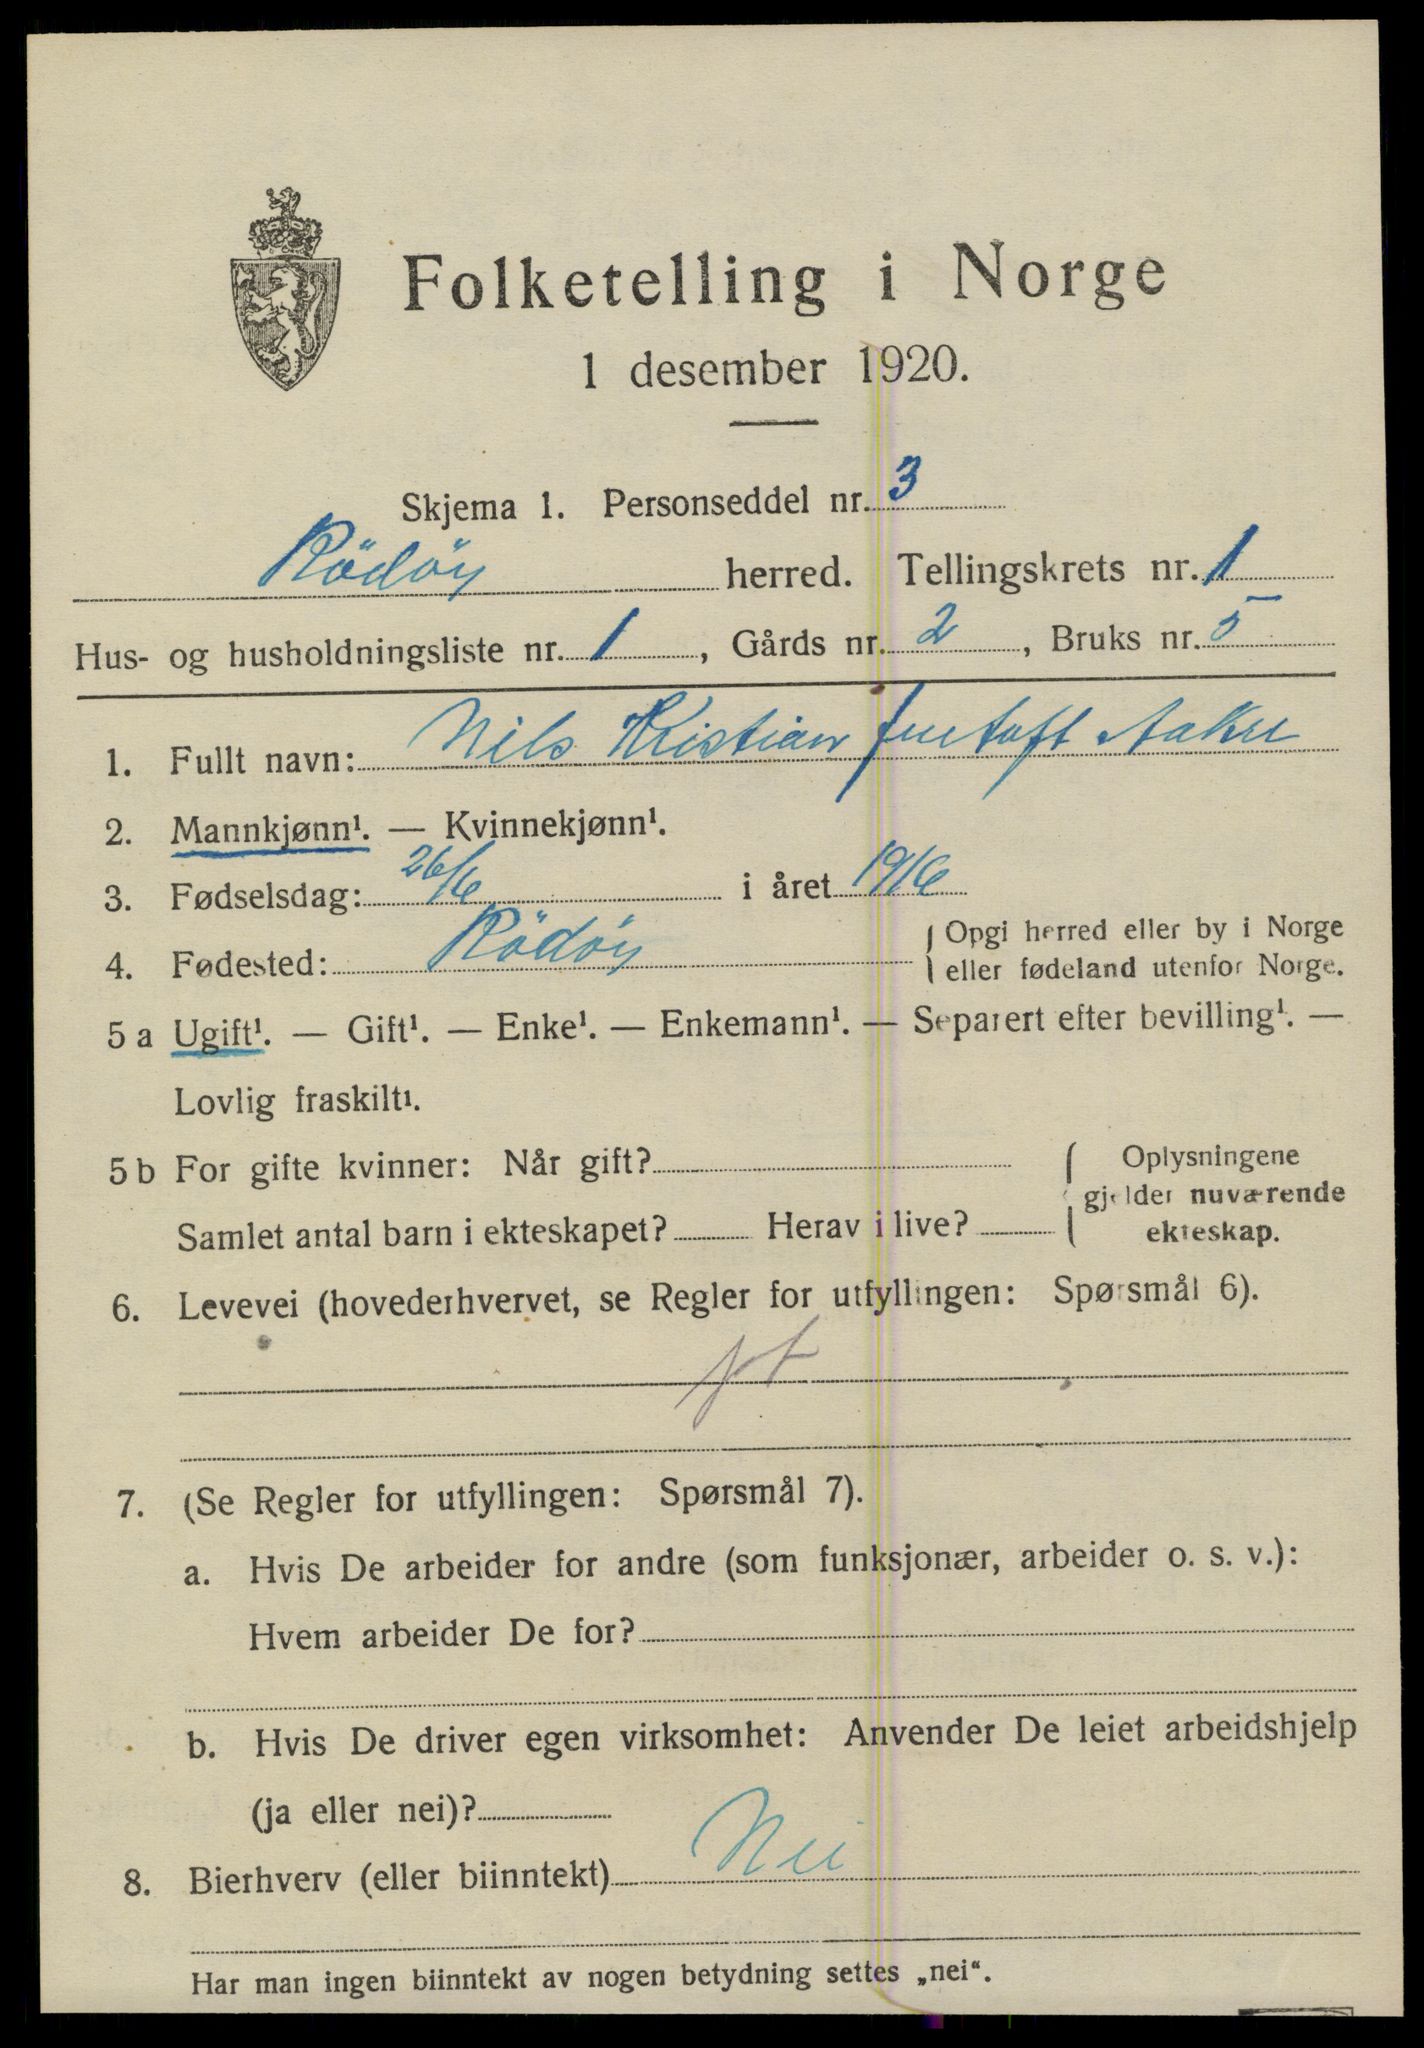 Folketelling i Norge
1 desember 1920.
Skjema 1. Personseddel nr. 3
Rödöy herred. Tellingskrets nr. 1
Hus- og husholdningsliste nr. 1, Gårds nr. 2, Bruks nr. 5
1. Fullt navn: Nils Kristian Aakre
2. Mannkjønn¹. — Kvinnekjønn¹.
3. Fødselsdag: 26/6 i året 1916
4. Fødested: Rödöy { Opgi herred eller by i Norge
eller fødeland utenfor Norge.
5 a Ugift¹. — Gift¹. — Enke¹. — Enkemann¹. — Separert efter bevilling¹. —
Lovlig fraskilt¹.
5 b For gifte kvinner: Når gift?
Samlet antal barn i ekteskapet? Herav i live?
{ Oplysningene
gjelder nuværende
ekteskap.
6. Levevei (hovederhvervet, se Regler for utfyllingen: Spørsmål 6).
7. (Se Regler for utfyllingen: Spørsmål 7).
a. Hvis De arbeider for andre (som funksjonær, arbeider o. s. v.):
Hvem arbeider De for?
b. Hvis De driver egen virksomhet: Anvender De leiet arbeidshjelp
(ja eller nei)?
8. Bierhverv (eller biinntekt) Nei
Har man ingen biinntekt av nogen betydning settes „nei“.